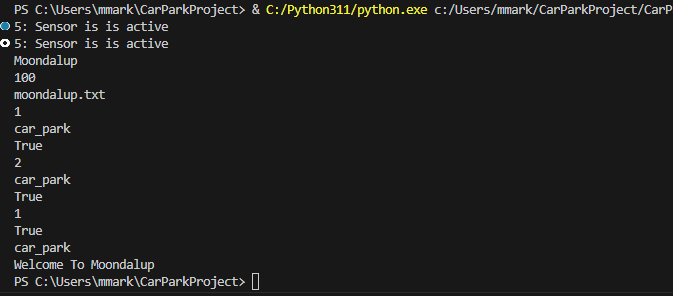 PS C:\Users\mmark\CarParkProject> & C:/Python311/python.exe c:/Users/mmark/CarParkProject/CarP
5: Sensor is is active
5: Sensor is is active
Moondalup
100
moondalup.txt
1
car_park
True
2
car_park
True
1
True
car_park
Welcome To Moondalup
PS C:\Users\mmark\CarParkProject>